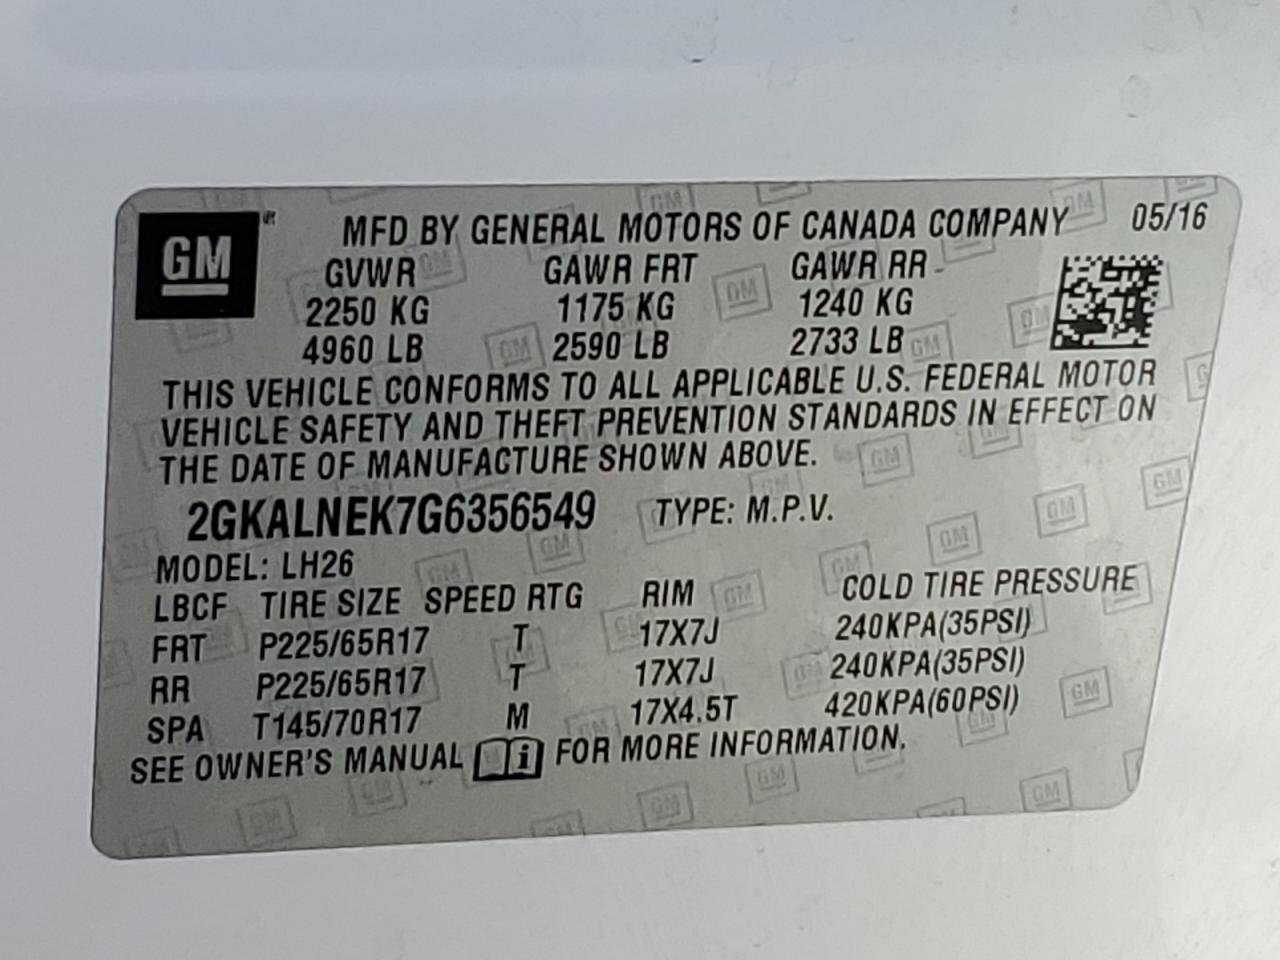 GM
MFD BY GENERAL MOTORS OF CANADA COMPANY 05/16
GVWR GAWR FRT GAWR RR
2250 KG 1175 KG 1240 KG
4960 LB 2590 LB 2733 LB
THIS VEHICLE CONFORMS TO ALL APPLICABLE U.S. FEDERAL MOTOR
VEHICLE SAFETY AND THEFT PREVENTION STANDARDS IN EFFECT ON
THE DATE OF MANUFACTURE SHOWN ABOVE.
2GKALNEK7G6356549 TYPE: M.P.V.
MODEL: LH26
LBCF TIRE SIZE SPEED RTG RIM COLD TIRE PRESSURE
FRT P225/65R17 T 17X7J 240KPA(35PSI)
RR P225/65R17 T 17X7J 240KPA(35PSI)
SPA T145/70R17 M 17X4.5T 420KPA(60PSI)
SEE OWNER'S MANUAL i FOR MORE INFORMATION.